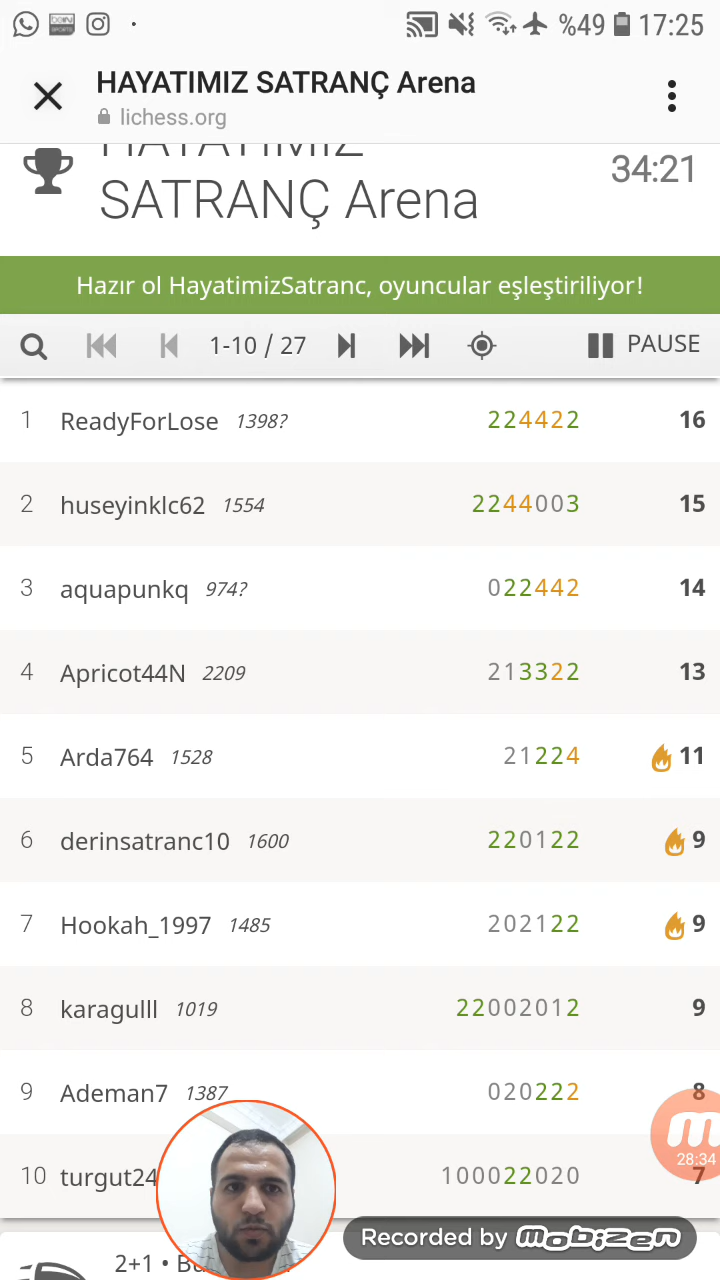 %49 17:25
HAYATIMIZ SATRANÇ Arena
lichess.org
HAYATIMIZ
SATRANÇ Arena
34:21
Hazır ol HayatimizSatranc, oyuncular eşleştiriliyor!
1-10 / 27 PAUSE
1 ReadyForLose 1398? 224422 16
2 huseyinklc62 1554 2244003 15
3 aquapunkq 974? 022442 14
4 Apricot44N 2209 213322 13
5 Arda764 1528 21224 11
6 derinsatranc10 1600 220122 9
7 Hookah_1997 1485 202122 9
8 karagulll 1019 22002012 9
9 Ademan7 1387 020222 8
28:34
10 turgut24 100022020 7
Recorded by mobizen
2+1 •